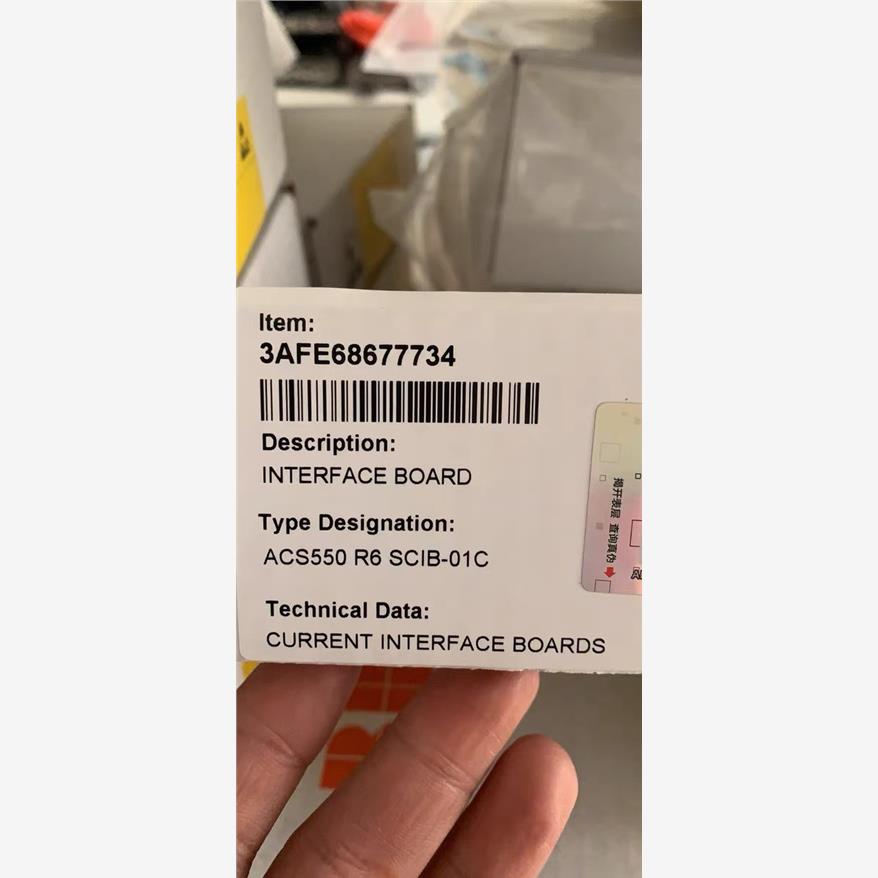 Item:
3AFE68677734
Description:
INTERFACE BOARD
Type Designation:
ACS550 R6 SCIB-01C
Technical Data:
CURRENT INTERFACE BOARDS
揭开表层 查询真伪